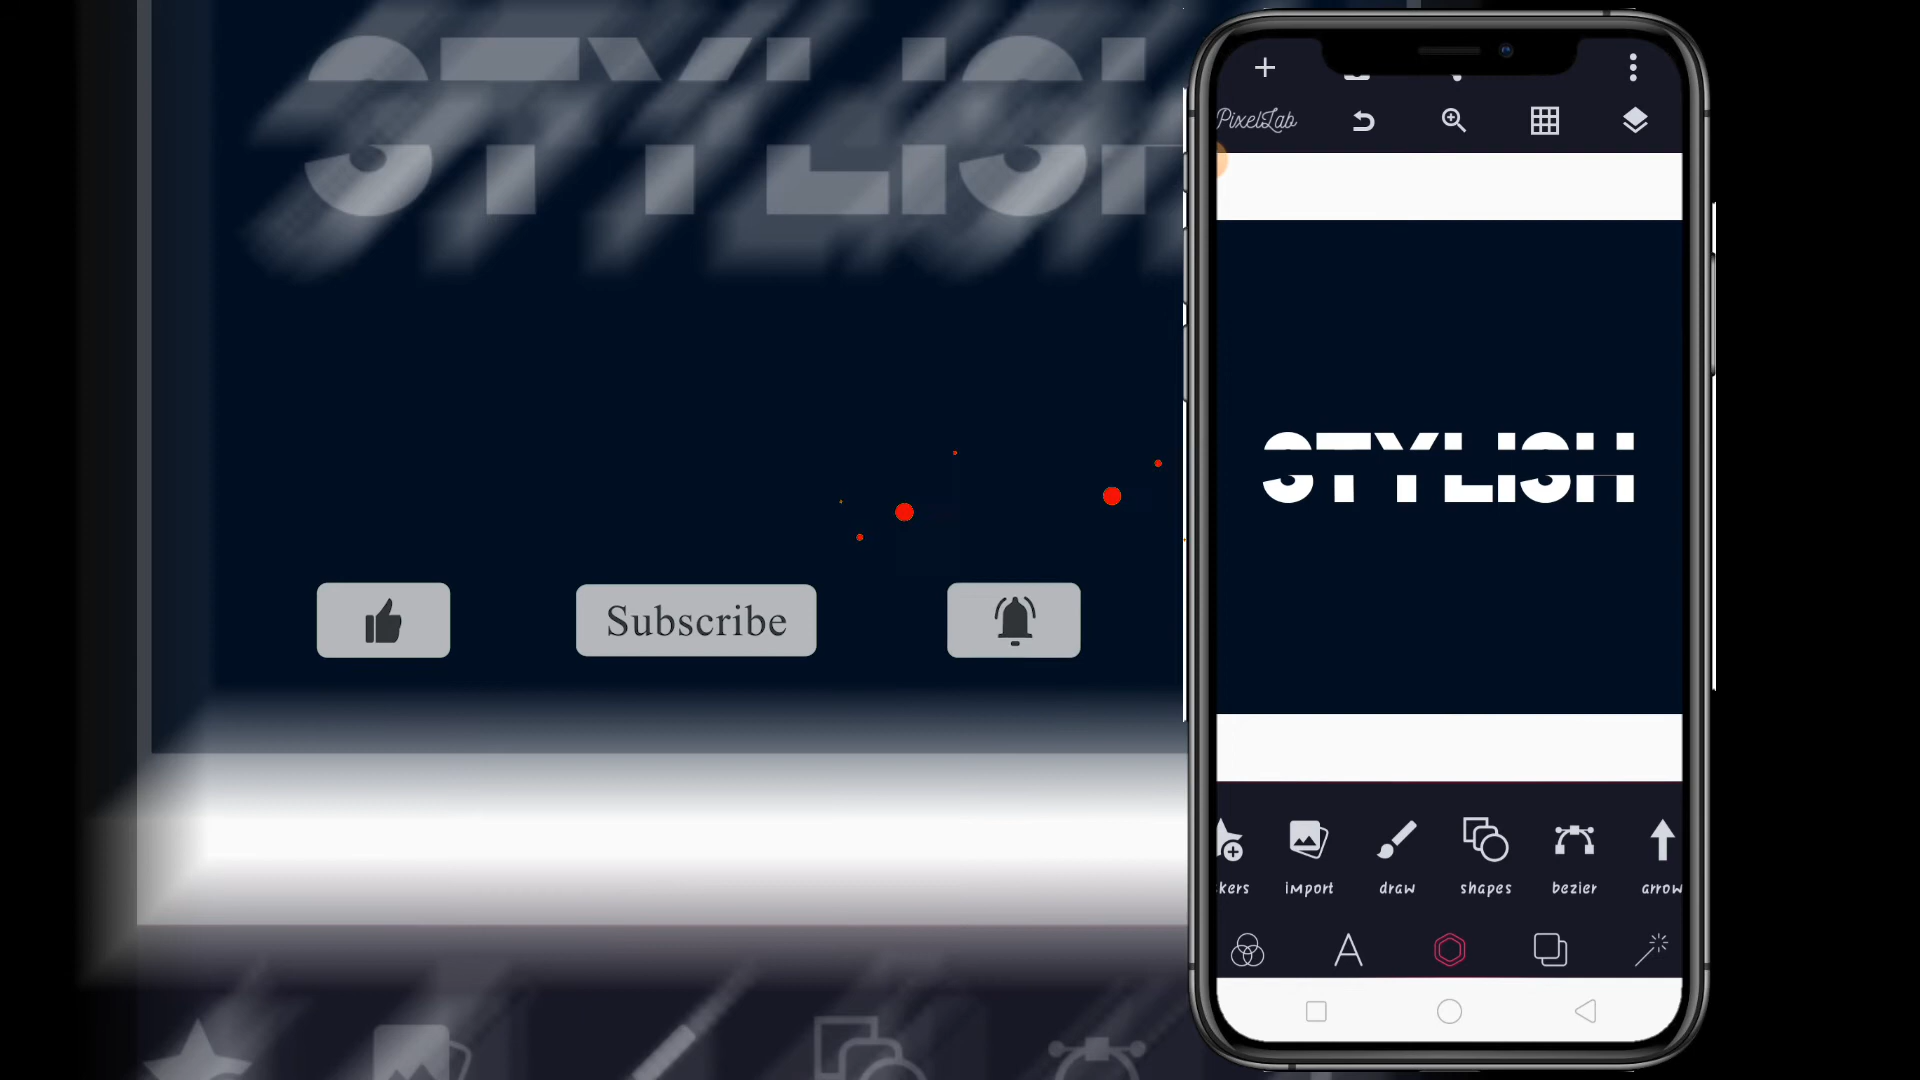 STYLISH
Subscribe
PixelLab
STYLISH
kers import draw shapes bezier arrow